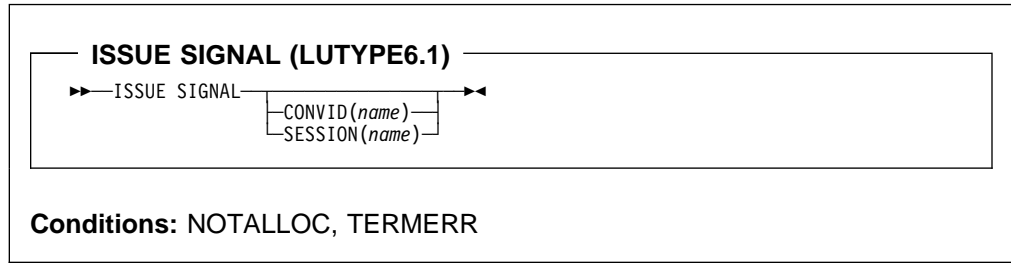 ISSUE SIGNAL (LUTYPE6.1)
ISSUE SIGNAL
CONVID(name)
SESSION(name)
Conditions: NOTALLOC, TERMERR